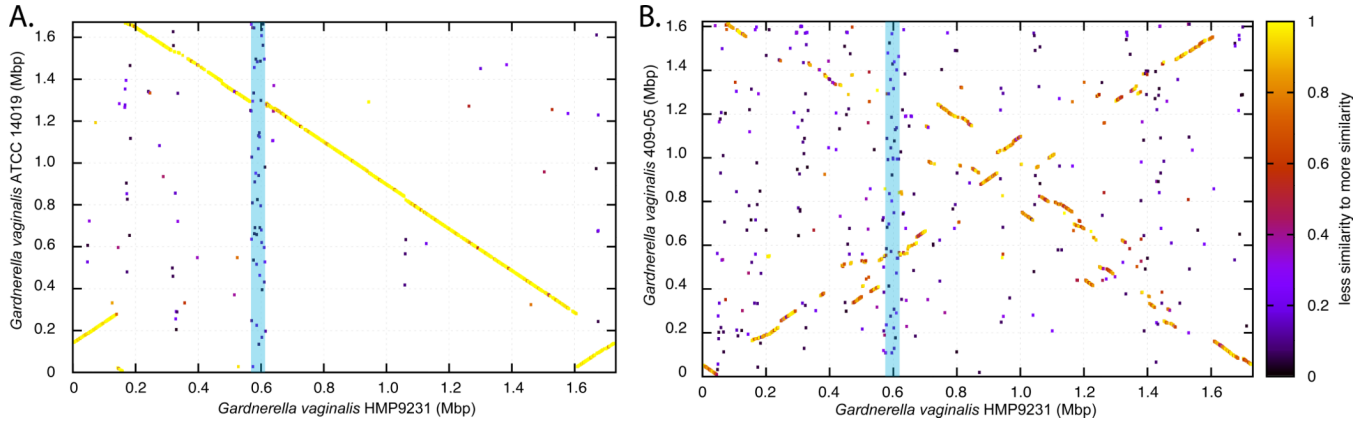 A.
Gardnerella vaginalis ATCC 14019 (Mbp)
1.6
1.4
1.2
1.0
0.8
0.6
0.4
0.2
0
0 0.2 0.4 0.6 0.8 1.0 1.2 1.4 1.6
Gardnerella vaginalis HMP9231 (Mbp)
B.
Gardnerella vaginalis 409-05 (Mbp)
1.6
1.4
1.2
1.0
0.8
0.6
0.4
0.2
0
0 0.2 0.4 0.6 0.8 1.0 1.2 1.4 1.6
Gardnerella vaginalis HMP9231 (Mbp)
1
0.8
0.6
0.4
0.2
0
less similarity to more similarity